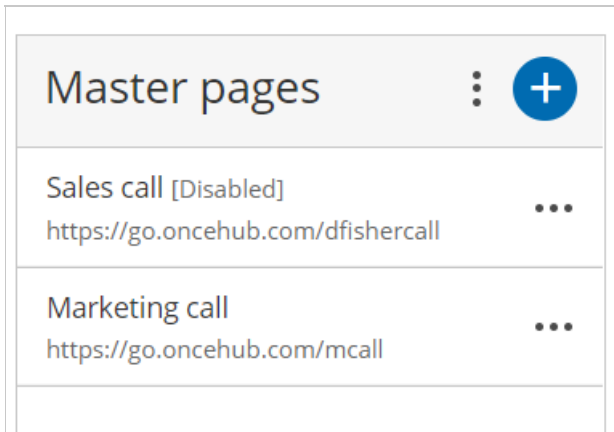 Master pages
Sales call [Disabled]
https://go.oncehub.com/dfishercall
Marketing call
https://go.oncehub.com/mcall